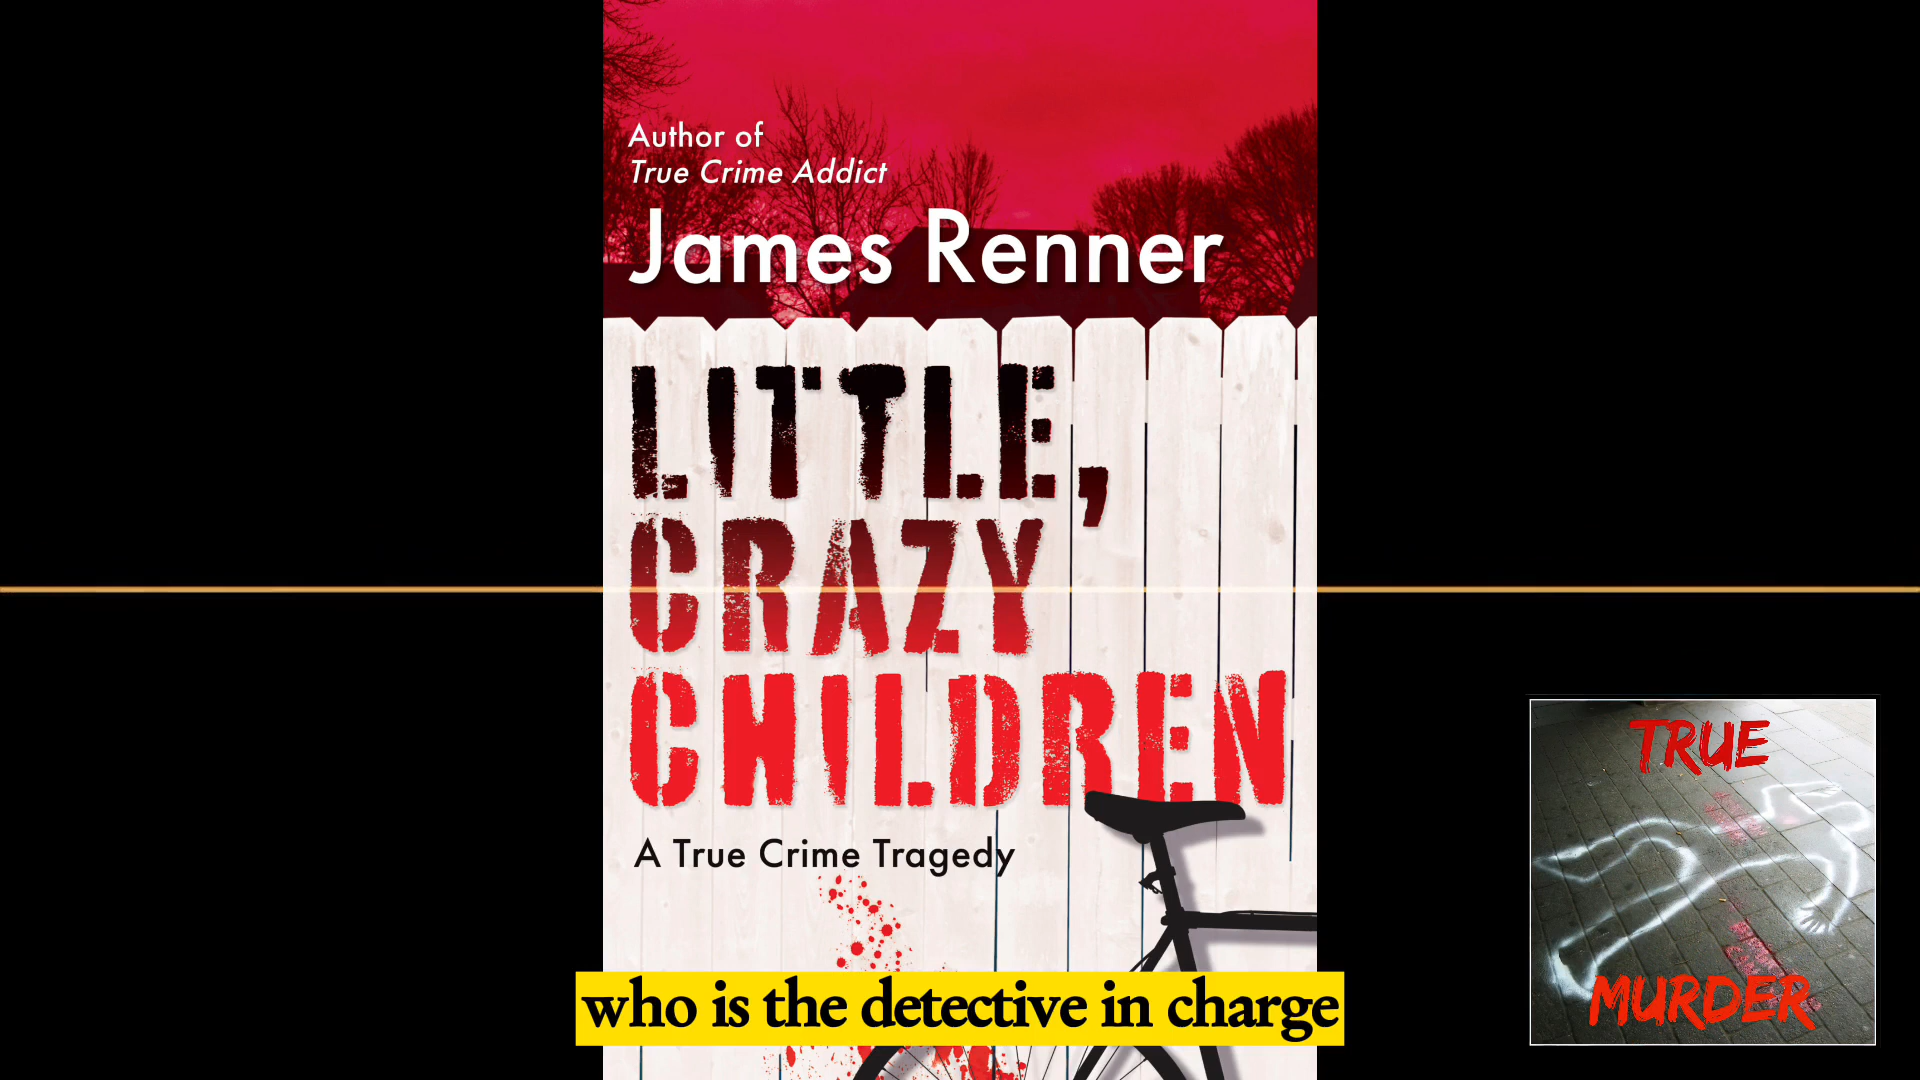 Author of
True Crime Addict
James Renner
LITTLE,
CRAZY
CHILDREN
A True Crime Tragedy
who is the detective in charge
TRUE
MURDER